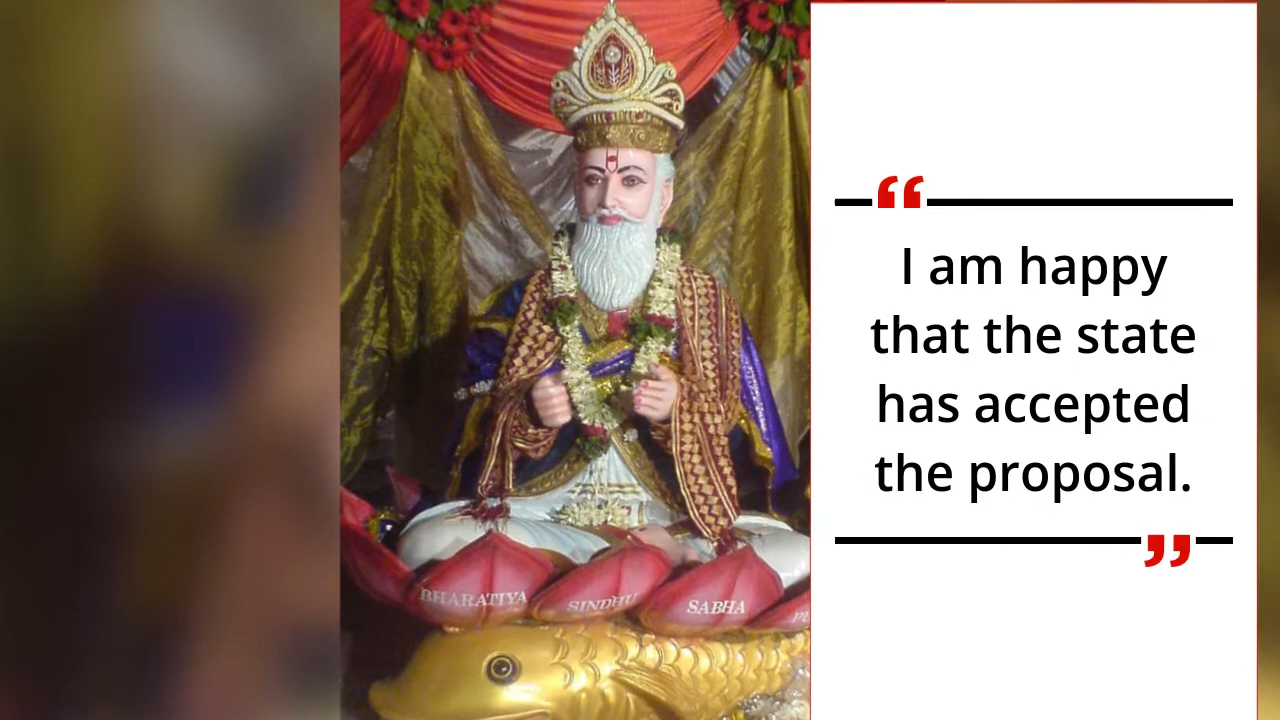 BHARATIYA SINDHU SABHA
“
I am happy
that the state
has accepted
the proposal.
”